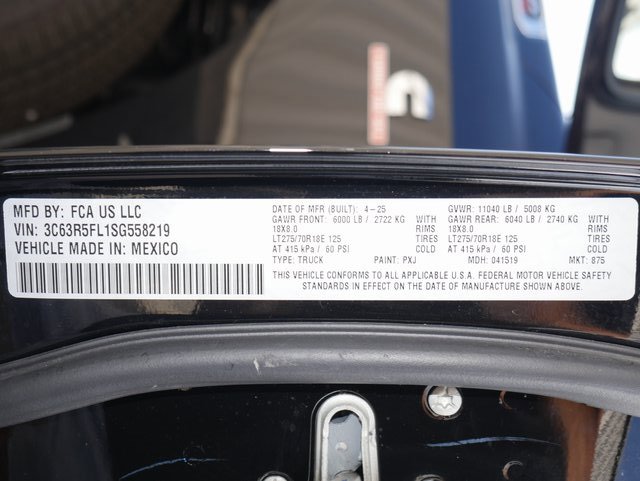 MFD BY: FCA US LLC
VIN: 3C63R5FL1SG558219
VEHICLE MADE IN: MEXICO
DATE OF MFR (BUILT): 4-25
GAWR FRONT: 6000 LB / 2722 KG WITH
18X8.0 RIMS
LT275/70R18E 125 TIRES
AT 415 kPa / 60 PSI COLD
TYPE: TRUCK PAINT: PXJ
GVWR: 11040 LB / 5008 KG
GAWR REAR: 6040 LB / 2740 KG WITH
18X8.0 RIMS
LT275/70R18E 125 TIRES
AT 415 kPa / 60 PSI COLD
MDH: 041519 MKT: 875
THIS VEHICLE CONFORMS TO ALL APPLICABLE U.S.A. FEDERAL MOTOR VEHICLE SAFETY
STANDARDS IN EFFECT ON THE DATE OF MANUFACTURE SHOWN ABOVE.